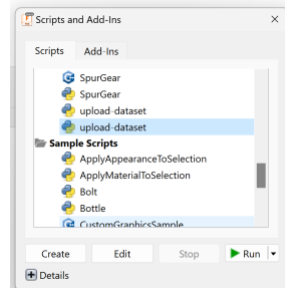 Scripts and Add-Ins
Scripts Add-Ins
SpurGear
SpurGear
upload-dataset
upload-dataset
Sample Scripts
ApplyAppearanceToSelection
ApplyMaterialToSelection
Bolt
Bottle
CustomGraphicsSample
Create Edit Stop Run
Details